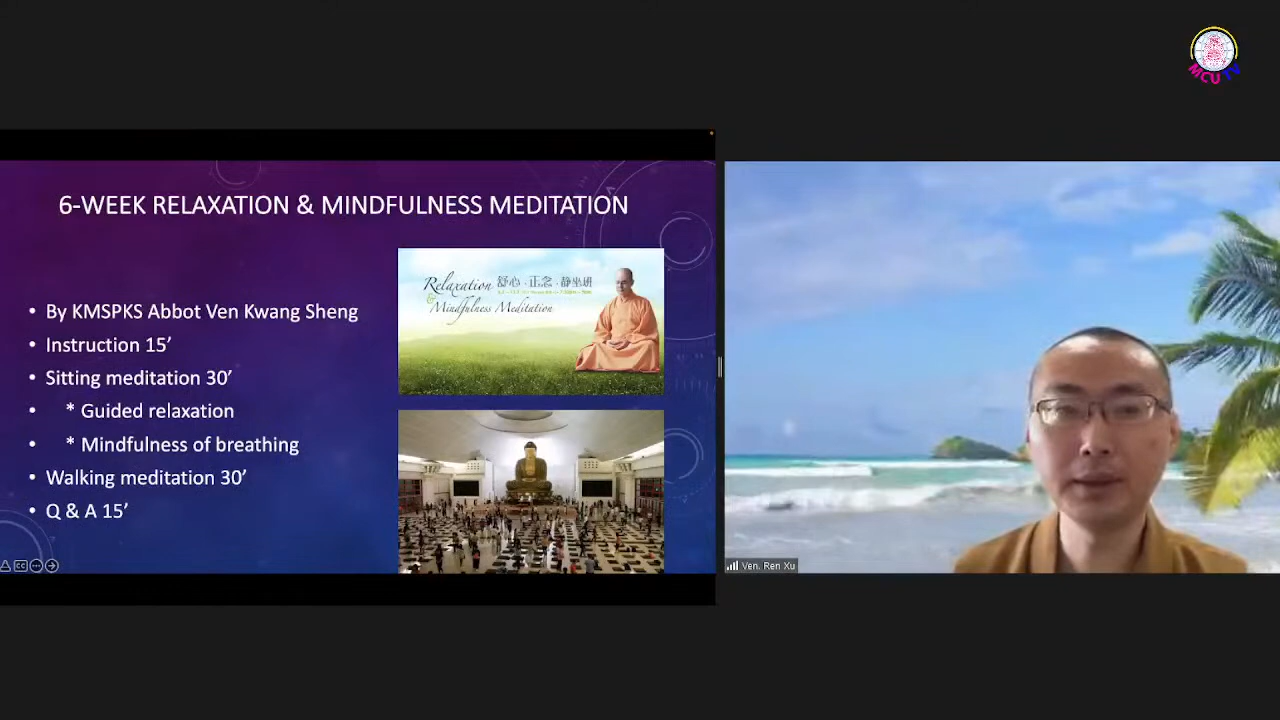 MCU TV
6-WEEK RELAXATION & MINDFULNESS MEDITATION
• By KMSPKS Abbot Ven Kwang Sheng
• Instruction 15’
• Sitting meditation 30’
• * Guided relaxation
• * Mindfulness of breathing
• Walking meditation 30’
• Q & A 15’
Relaxation 舒心·正念·静坐班
& Mindfulness Meditation
Ven. Ren Xu